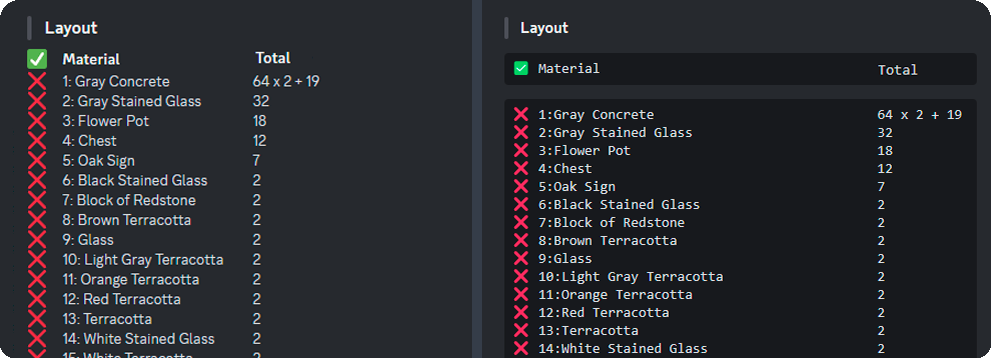 Layout
✅ Material Total
❌ 1: Gray Concrete 64 x 2 + 19
❌ 2: Gray Stained Glass 32
❌ 3: Flower Pot 18
❌ 4: Chest 12
❌ 5: Oak Sign 7
❌ 6: Black Stained Glass 2
❌ 7: Block of Redstone 2
❌ 8: Brown Terracotta 2
❌ 9: Glass 2
❌ 10: Light Gray Terracotta 2
❌ 11: Orange Terracotta 2
❌ 12: Red Terracotta 2
❌ 13: Terracotta 2
❌ 14: White Stained Glass 2
❌ 15: White Terracotta 2
Layout
✅ Material Total
❌ 1:Gray Concrete 64 x 2 + 19
❌ 2:Gray Stained Glass 32
❌ 3:Flower Pot 18
❌ 4:Chest 12
❌ 5:Oak Sign 7
❌ 6:Black Stained Glass 2
❌ 7:Block of Redstone 2
❌ 8:Brown Terracotta 2
❌ 9:Glass 2
❌ 10:Light Gray Terracotta 2
❌ 11:Orange Terracotta 2
❌ 12:Red Terracotta 2
❌ 13:Terracotta 2
❌ 14:White Stained Glass 2